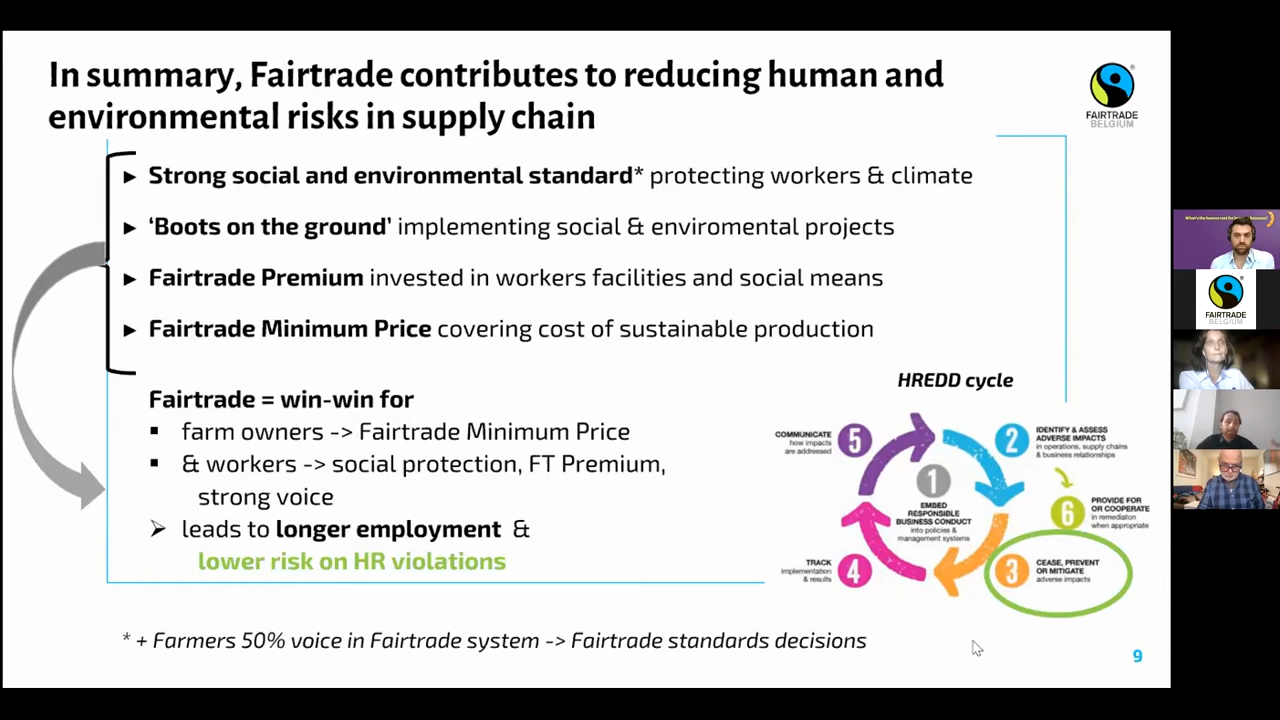 In summary, Fairtrade contributes to reducing human and
environmental risks in supply chain
FAIRTRADE
BELGIUM
► Strong social and environmental standard* protecting workers & climate
► ‘Boots on the ground’ implementing social & enviromental projects
► Fairtrade Premium invested in workers facilities and social means
► Fairtrade Minimum Price covering cost of sustainable production
Fairtrade = win-win for
▪ farm owners -> Fairtrade Minimum Price
▪ & workers -> social protection, FT Premium,
strong voice
➢ leads to longer employment &
lower risk on HR violations
HREDD cycle
1
EMBED
RESPONSIBLE
BUSINESS CONDUCT
into policies &
management systems
2
IDENTIFY & ASSESS
ADVERSE IMPACTS
in operations, supply chains
& business relationships
6
PROVIDE FOR
OR COOPERATE
in remediation
when appropriate
3
CEASE, PREVENT
OR MITIGATE
adverse impacts
4
TRACK
implementation
& results
5
COMMUNICATE
how impacts
are addressed
* + Farmers 50% voice in Fairtrade system -> Fairtrade standards decisions
9
FAIRTRADE
BELGIUM